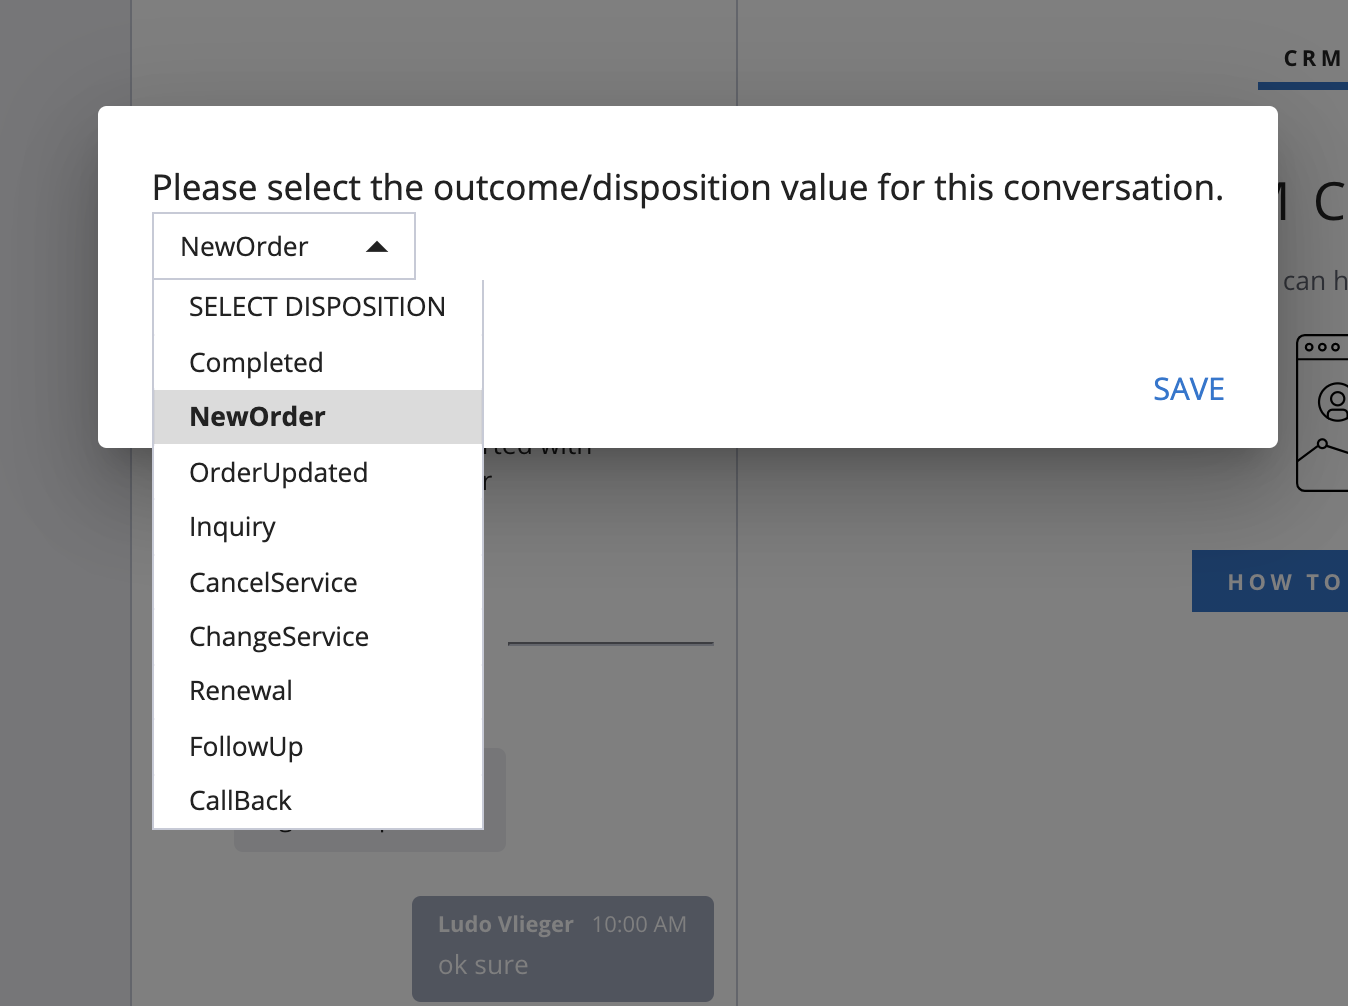 CRM
Please select the outcome/disposition value for this conversation.
NewOrder
SELECT DISPOSITION
Completed
NewOrder
OrderUpdated
Inquiry
CancelService
ChangeService
Renewal
FollowUp
CallBack
SAVE
C
can h
with
r
HOW TO
Ludo Vlieger 10:00 AM
ok sure